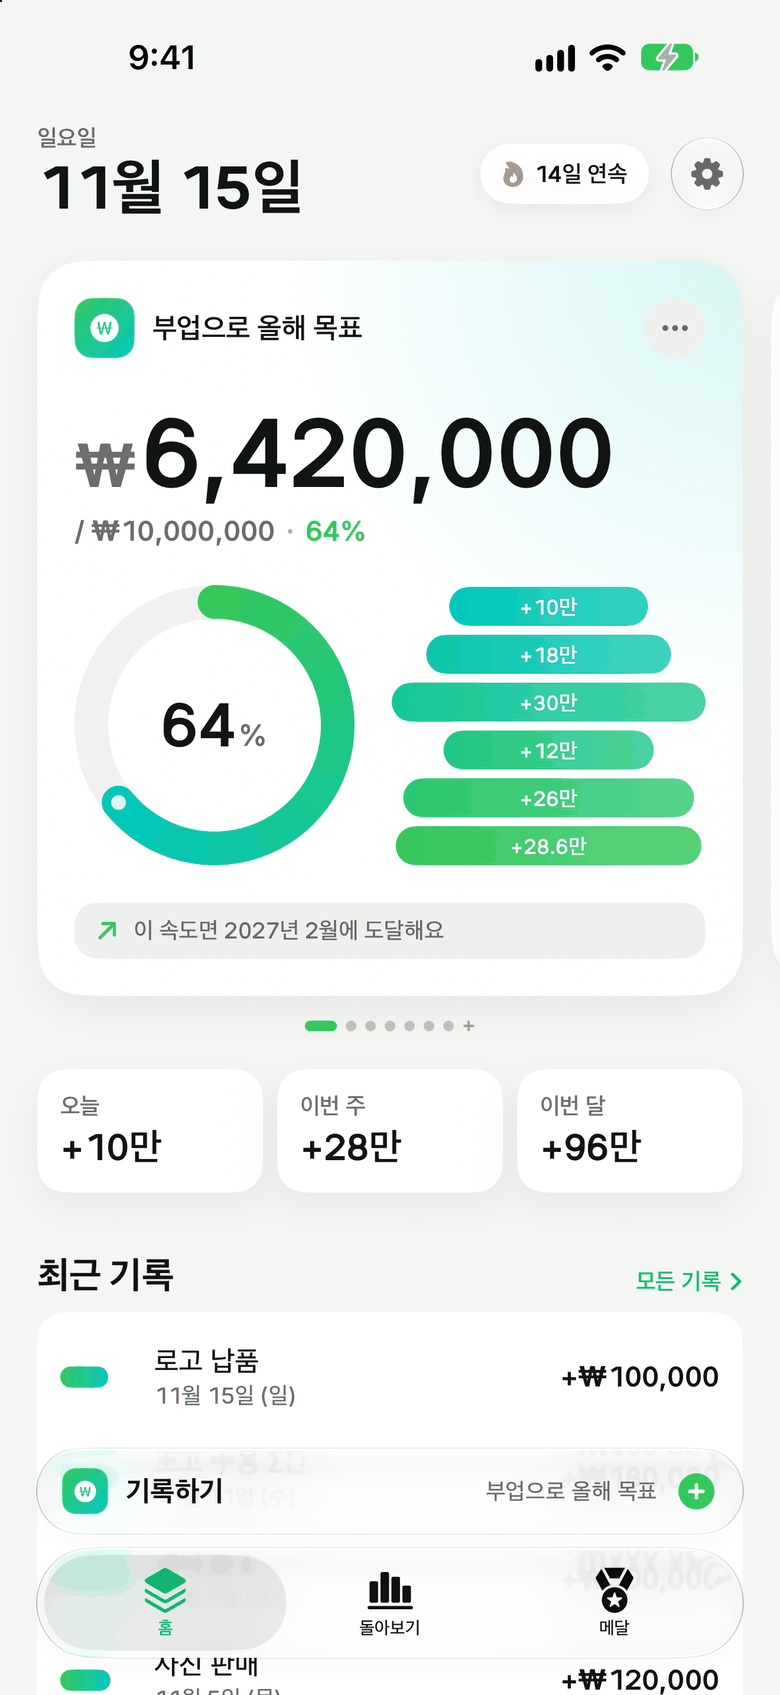 9:41
일요일
11월 15일
14일 연속
부업으로 올해 목표
₩6,420,000
/ ₩10,000,000 · 64%
64%
+10만
+18만
+30만
+12만
+26만
+28.6만
이 속도면 2027년 2월에 도달해요
오늘
+10만
이번 주
+28만
이번 달
+96만
최근 기록
모든 기록
로고 납품
11월 15일 (일)
+₩100,000
기록하기
부업으로 올해 목표
홈
돌아보기
메달
사진 판매
+₩120,000